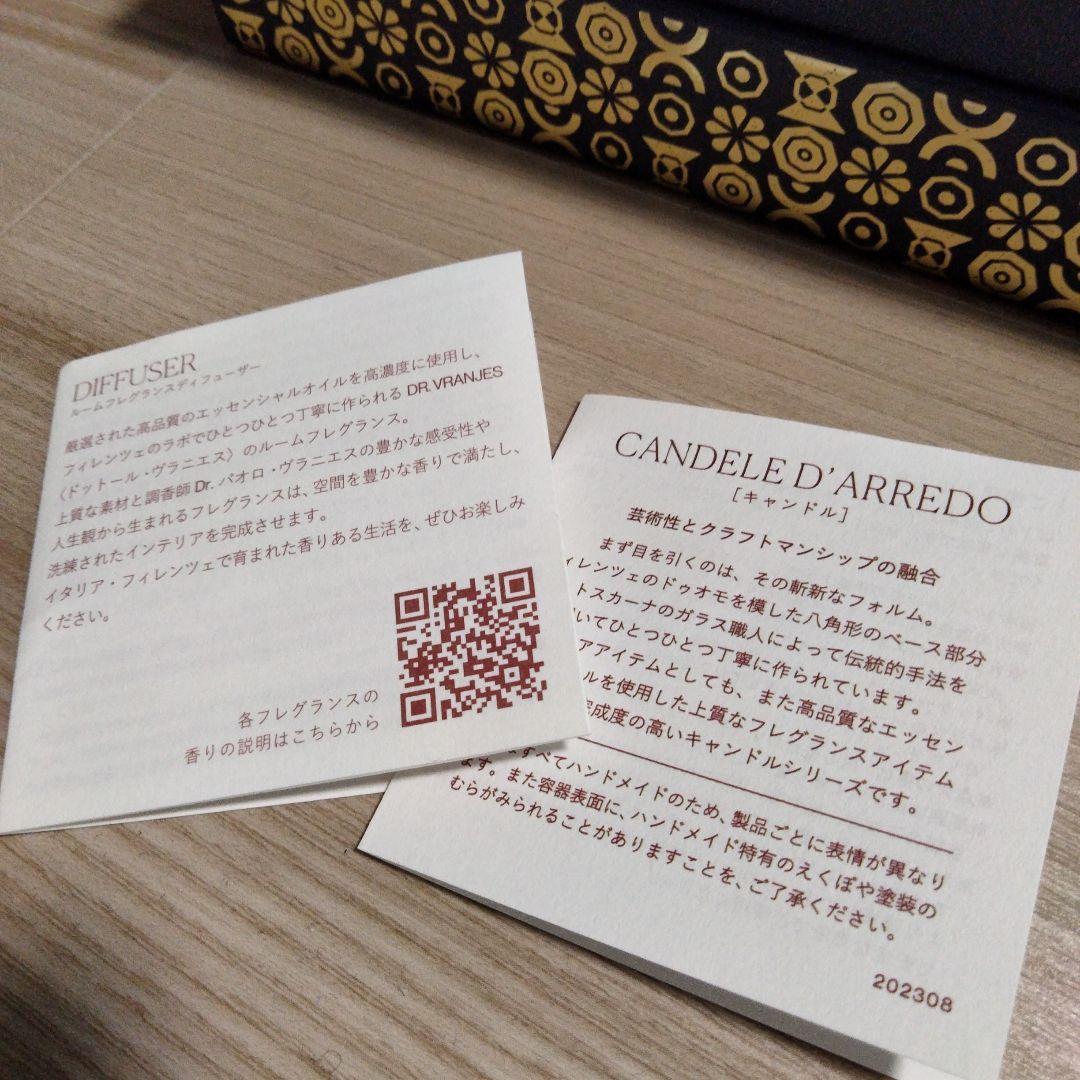 DIFFUSER
ルームフレグランスディフューザー
厳選された高品質のエッセンシャルオイルを高濃度に使用し、
フィレンツェのラボでひとつひとつ丁寧に作られる DR. VRANJES
〈ドットール・ヴラニエス〉のルームフレグランス。
上質な素材と調香師 Dr. パオロ・ヴラニエスの豊かな感受性や
人生観から生まれるフレグランスは、空間を豊かな香りで満たし、
洗練されたインテリアを完成させます。
イタリア・フィレンツェで育まれた香りある生活を、ぜひお楽しみ
ください。
各フレグランスの
香りの説明はこちらから
CANDELE D'ARREDO
[キャンドル]
芸術性とクラフトマンシップの融合
まず目を引くのは、その斬新なフォルム。
ィレンツェのドゥオモを模した八角形のベース部分
トスカーナのガラス職人によって伝統的手法を
いてひとつひとつ丁寧に作られています。
アアイテムとしても、また高品質なエッセン
ルを使用した上質なフレグランスアイテム
完成度の高いキャンドルシリーズです。
すべてハンドメイドのため、製品ごとに表情が異なり
ます。また容器表面に、ハンドメイド特有のえくぼや塗装の
むらがみられることがありますことを、ご了承ください。
202308